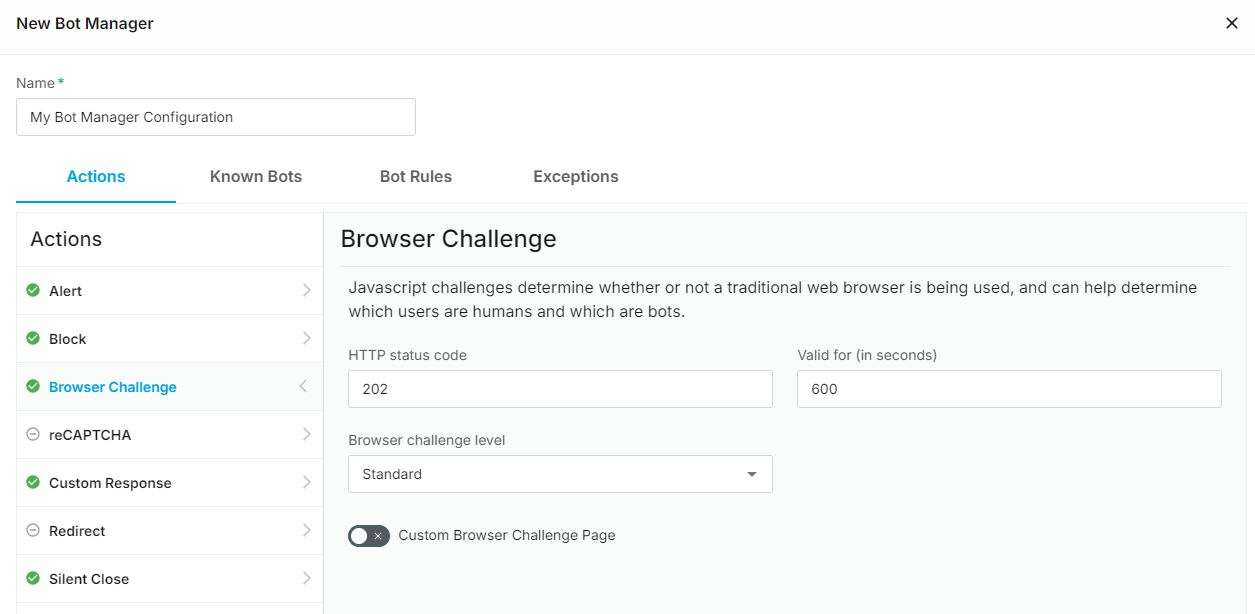 New Bot Manager
Name *
My Bot Manager Configuration
Actions Known Bots Bot Rules Exceptions
Actions
Alert
Block
Browser Challenge
reCAPTCHA
Custom Response
Redirect
Silent Close
Browser Challenge
Javascript challenges determine whether or not a traditional web browser is being used, and can help determine
which users are humans and which are bots.
HTTP status code Valid for (in seconds)
202 600
Browser challenge level
Standard
Custom Browser Challenge Page